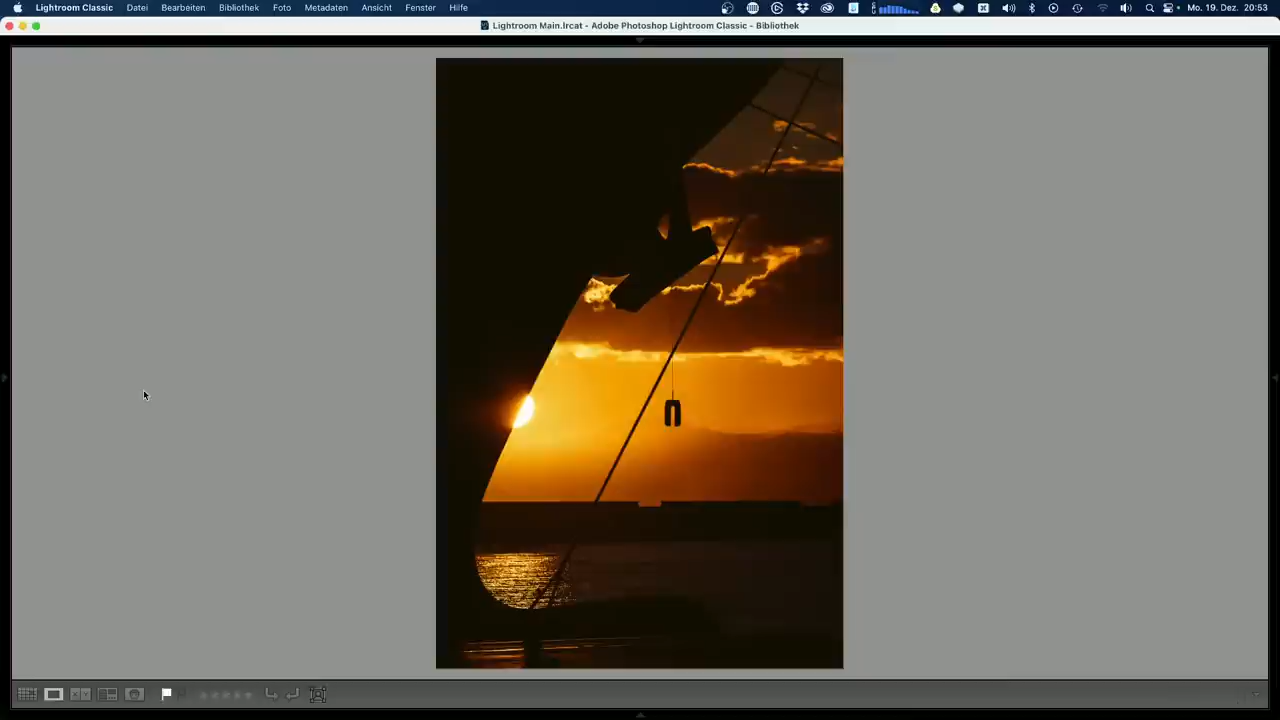 Lightroom Classic Datei Bearbeiten Bibliothek Foto Metadaten Ansicht Fenster Hilfe Mo. 19. Dez. 20:53
Lightroom Main.lrcat - Adobe Photoshop Lightroom Classic - Bibliothek